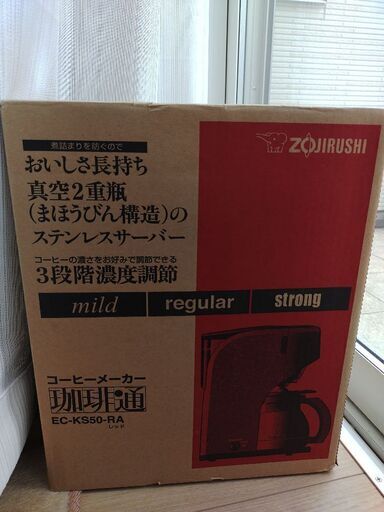 ZOJIRUSHI
煮詰まりを防ぐので
おいしさ長持ち
真空2重瓶
(まほうびん構造)の
ステンレスサーバー
コーヒーの濃さをお好みで調節できる
3段階濃度調節
mild
regular
strong
コーヒーメーカー
珈琲通
EC-KS50-RA
レッド